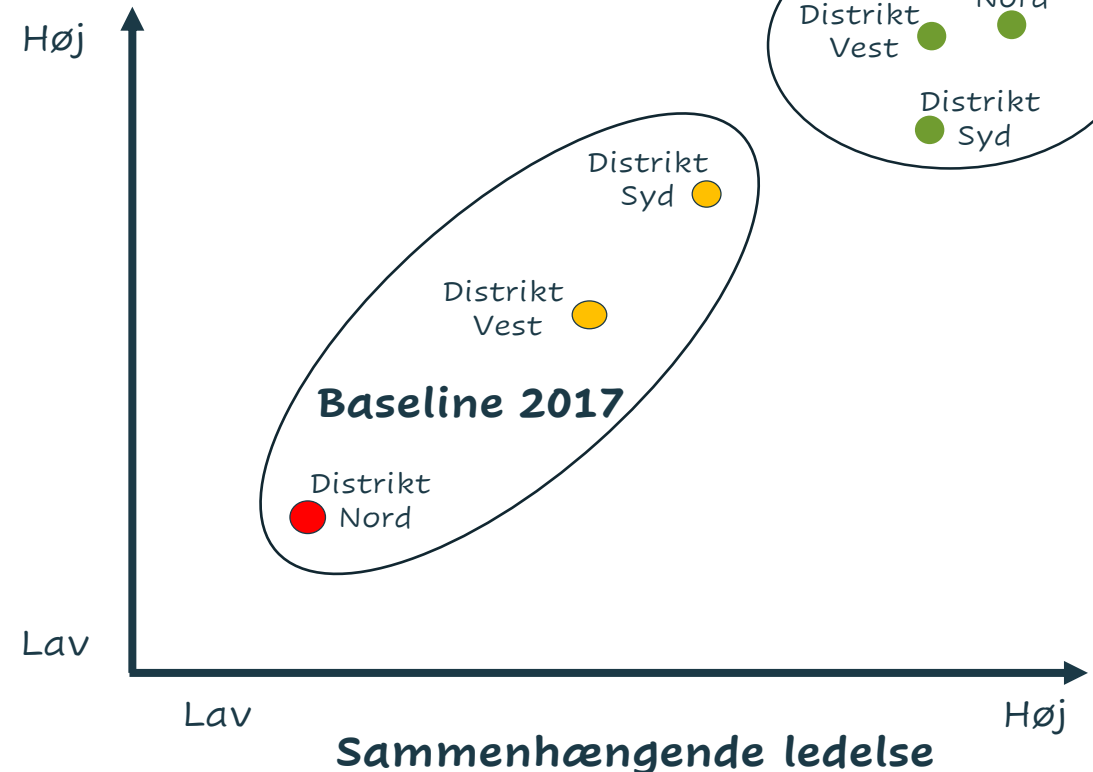 Nord
Distrikt
Vest
Høj
Distrikt
Syd
Distrikt
Syd
Distrikt
Vest
Baseline 2017
Distrikt
Nord
Lav
Lav
Høj
Sammenhængende ledelse